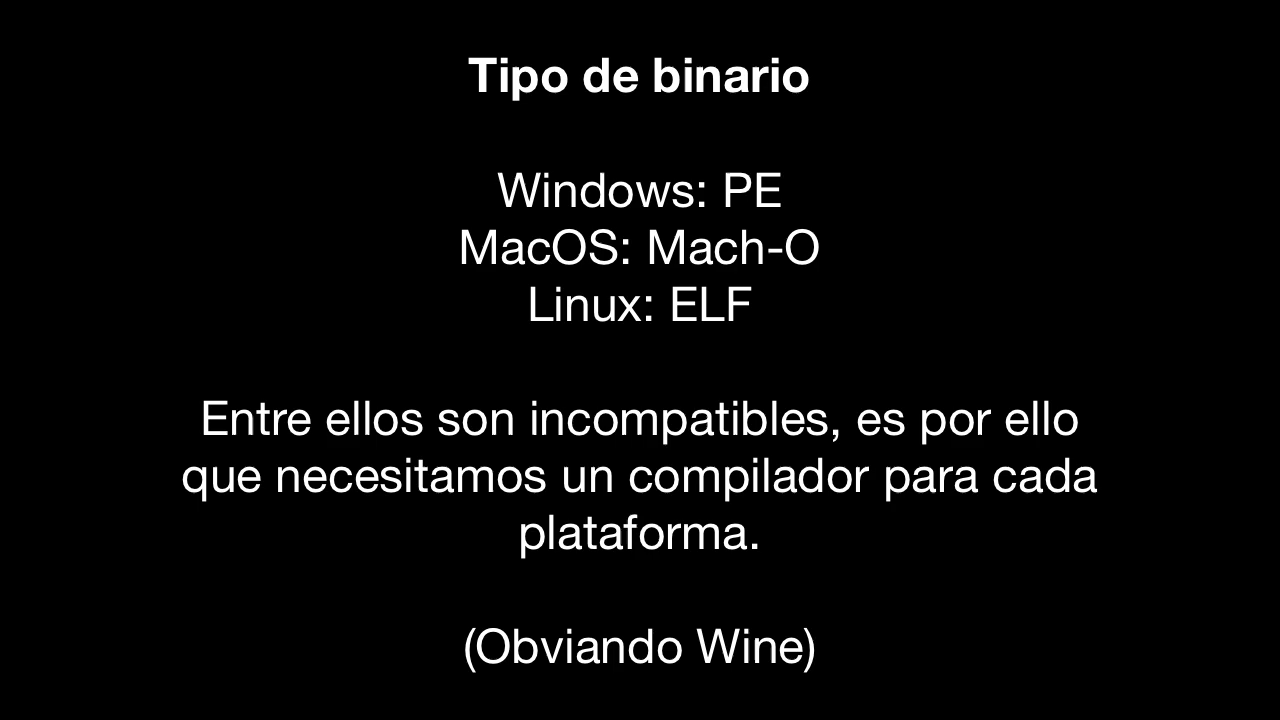 Tipo de binario
Windows: PE
MacOS: Mach-O
Linux: ELF
Entre ellos son incompatibles, es por ello
que necesitamos un compilador para cada
plataforma.
(Obviando Wine)